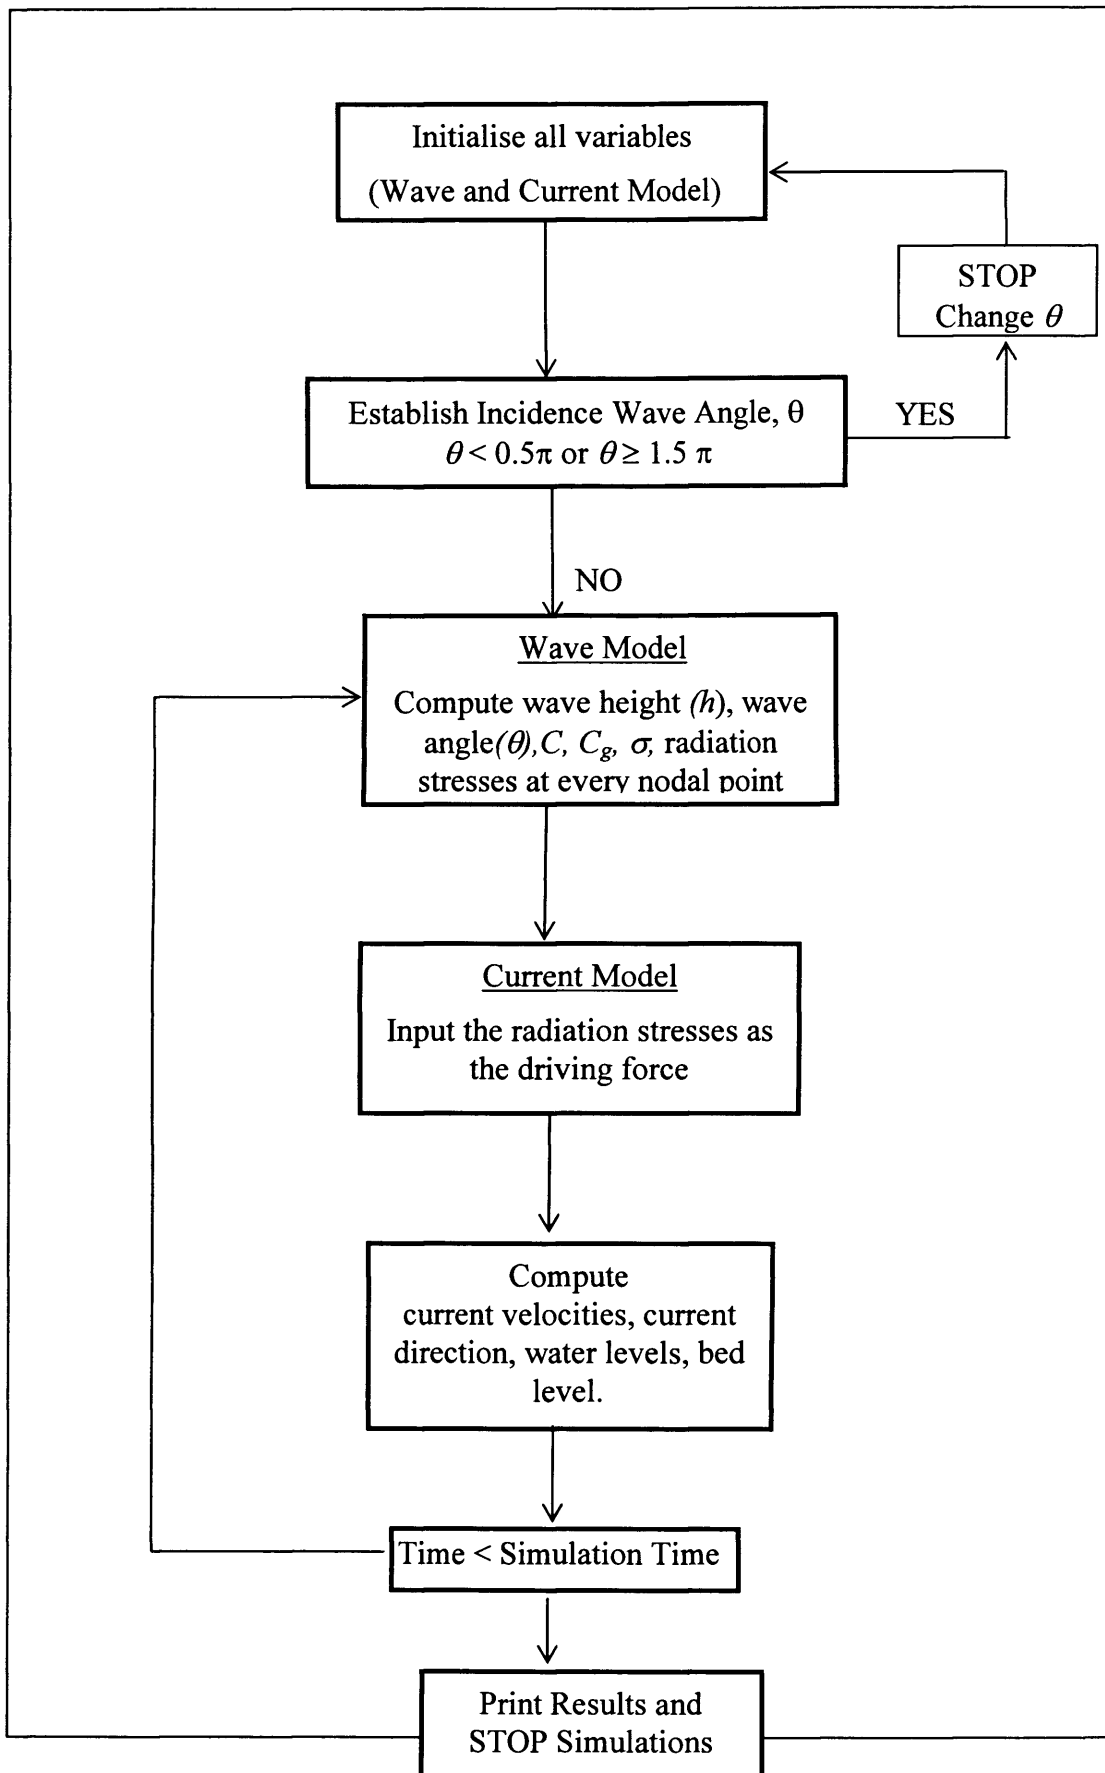 Initialise all variables
(Wave and Current Model)
STOP
Change θ
Establish Incidence Wave Angle, θ
θ < 0.5π or θ ≥ 1.5 π
YES
NO
Wave Model
Compute wave height (h), wave
angle(θ),C, Cg, σ, radiation
stresses at every nodal point
Current Model
Input the radiation stresses as
the driving force
Compute
current velocities, current
direction, water levels, bed
level.
Time < Simulation Time
Print Results and
STOP Simulations